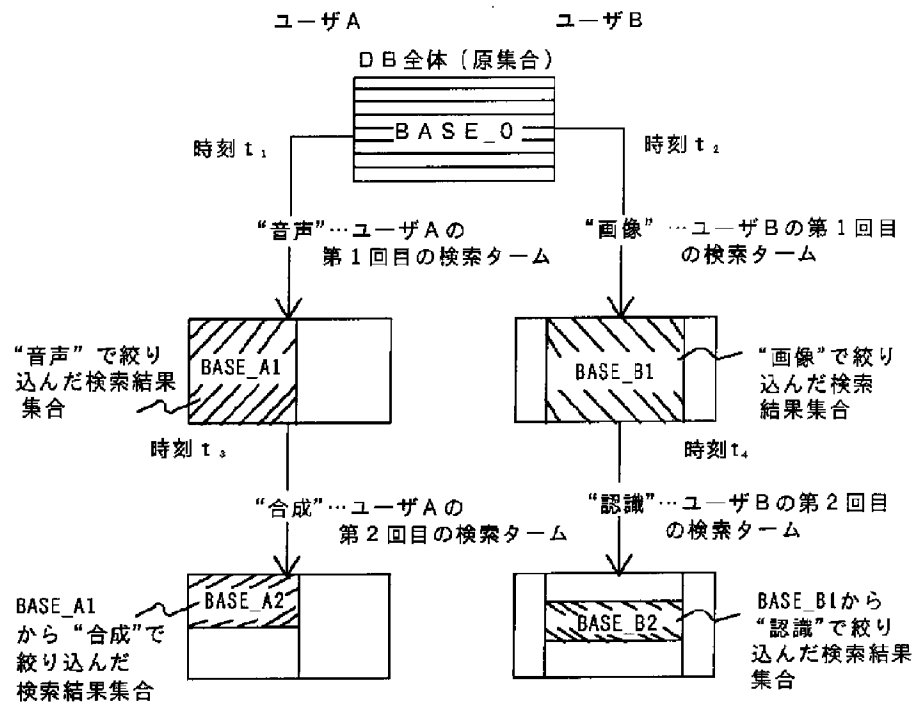 ユーザA
ユーザB
DB全体(原集合)
BASE_0
時刻t₁
時刻t₂
“音声”…ユーザAの
第1回目の検索ターム
“画像”…ユーザBの第1回目
の検索ターム
“音声”で絞り
込んだ検索結果
集合
BASE_A1
BASE_B1
“画像”で絞り
込んだ検索
結果集合
時刻t₃
時刻t₄
“合成”…ユーザAの
第2回目の検索ターム
“認識”…ユーザBの第2回目
の検索ターム
BASE_A1
から“合成”で
絞り込んだ
検索結果集合
BASE_A2
BASE_B2
BASE_B1から
“認識”で絞り
込んだ検索結果
集合